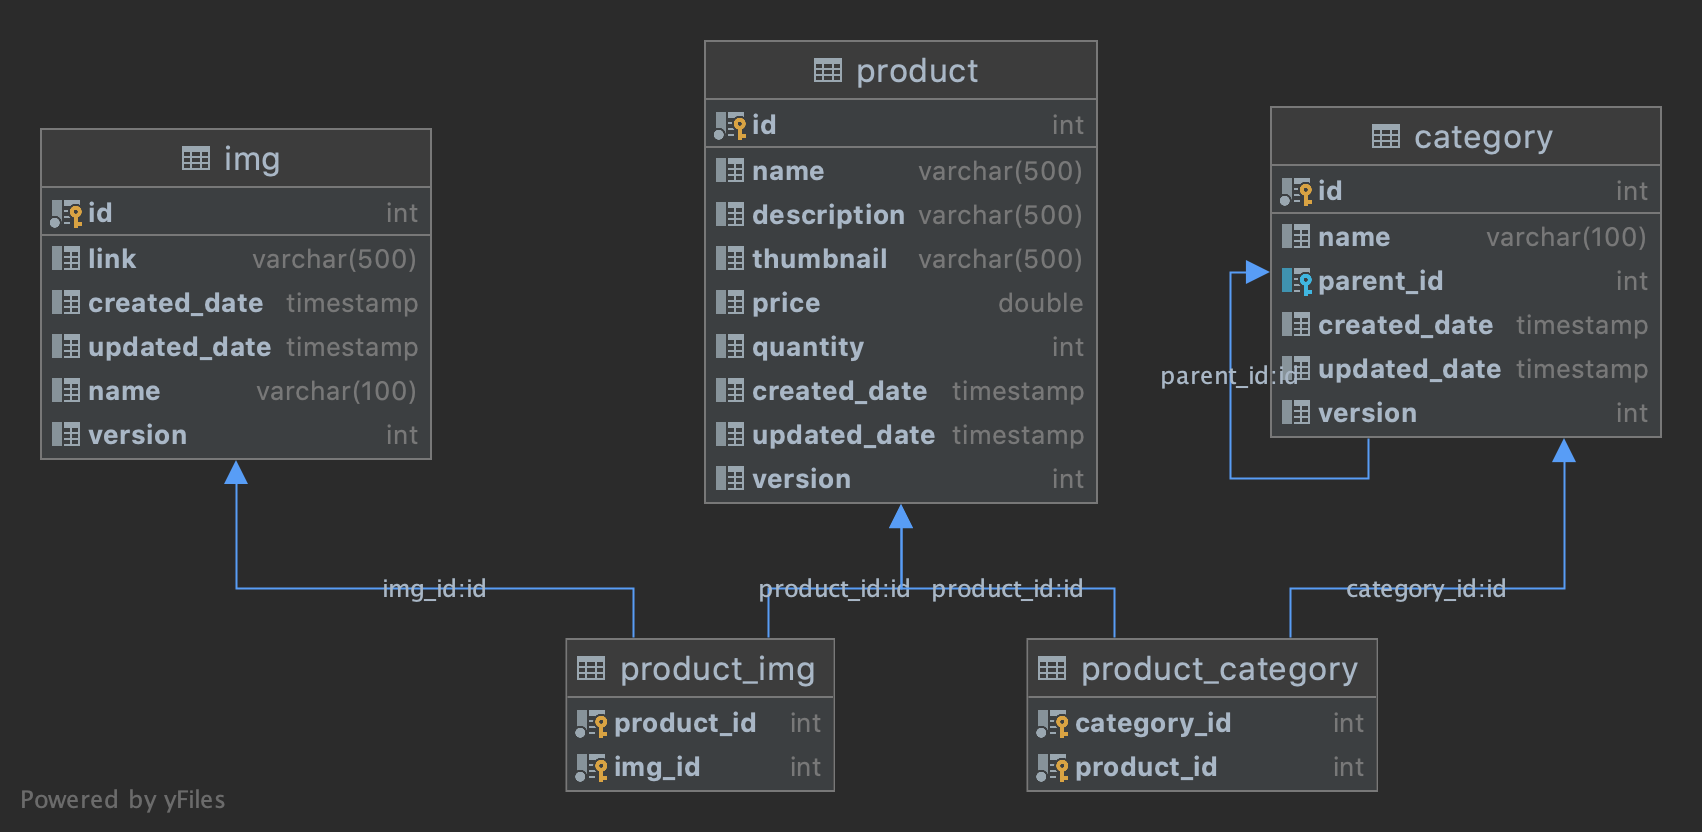 img
id int
link varchar(500)
created_date timestamp
updated_date timestamp
name varchar(100)
version int
product
id int
name varchar(500)
description varchar(500)
thumbnail varchar(500)
price double
quantity int
created_date timestamp
updated_date timestamp
version int
category
id int
name varchar(100)
parent_id int
created_date timestamp
updated_date timestamp
version int
parent_id:id
img_id:id
product_id:id
product_id:id
category_id:id
product_img
product_id int
img_id int
product_category
category_id int
product_id int
Powered by yFiles